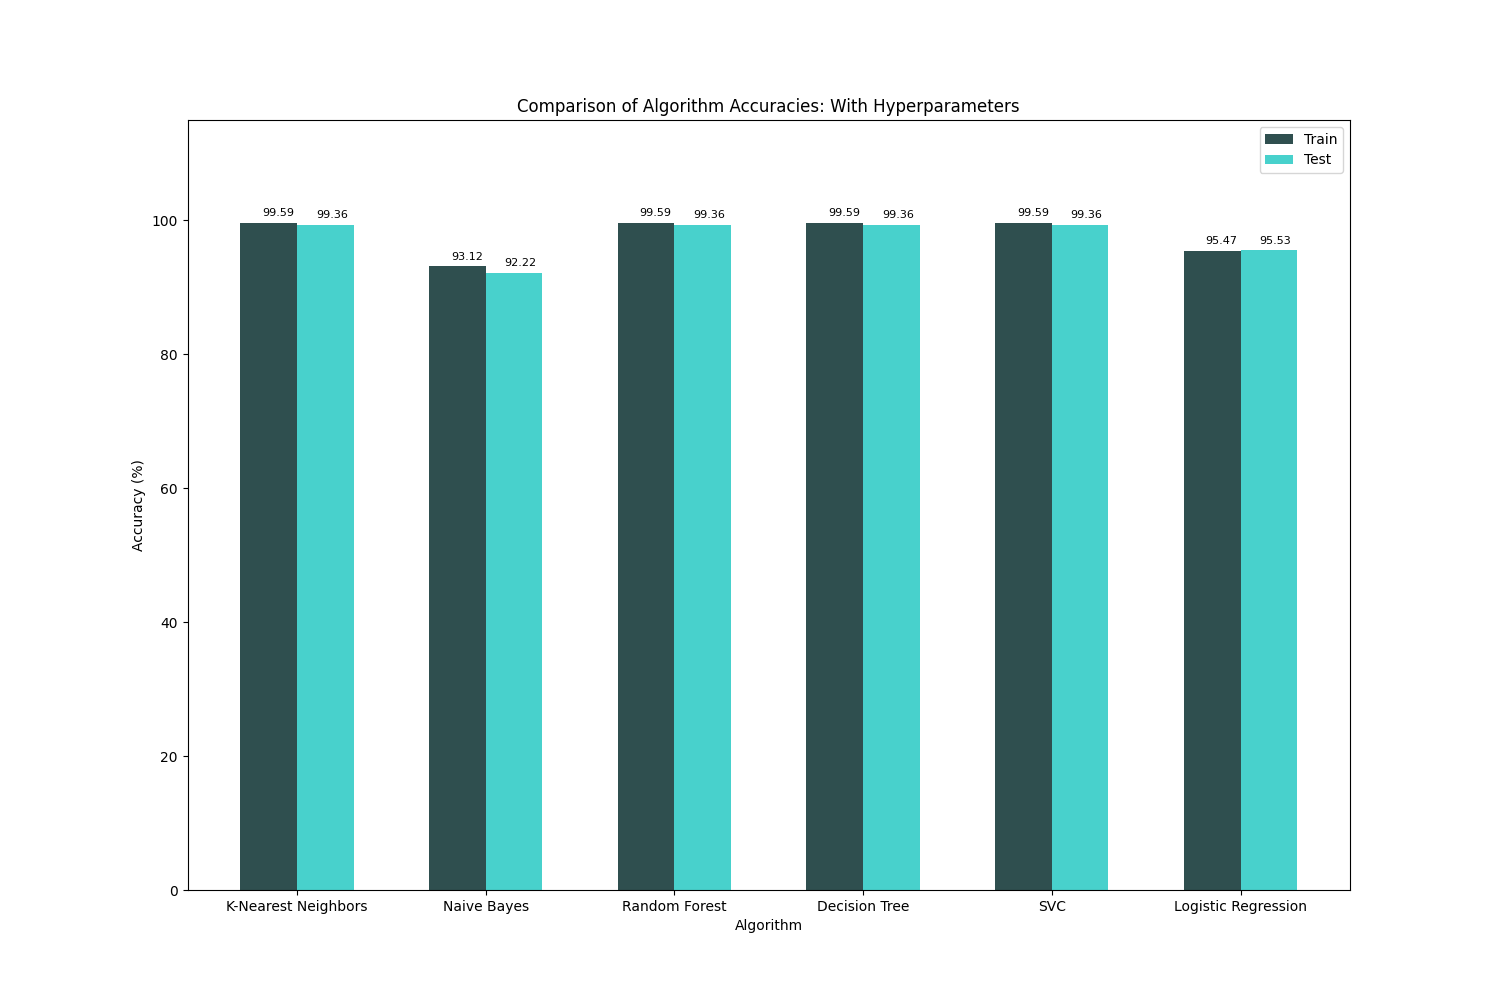 Comparison of Algorithm Accuracies: With Hyperparameters
Train
Test
99.59 99.36 93.12 92.22 99.59 99.36 99.59 99.36 99.59 99.36 95.47 95.53
100
80
60
40
20
0
Accuracy (%)
K-Nearest Neighbors Naive Bayes Random Forest Decision Tree SVC Logistic Regression
Algorithm